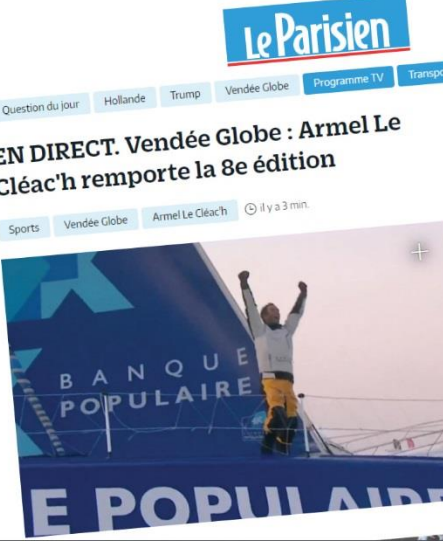 Le Parisien
Question du jour Hollande Trump Vendée Globe Programme TV Transpo
EN DIRECT. Vendée Globe : Armel Le
Cléac'h remporte la 8e édition
Sports Vendée Globe Armel Le Cléac'h il y a 3 min.
BANQUE
POPULAIRE
E POPULAIRE